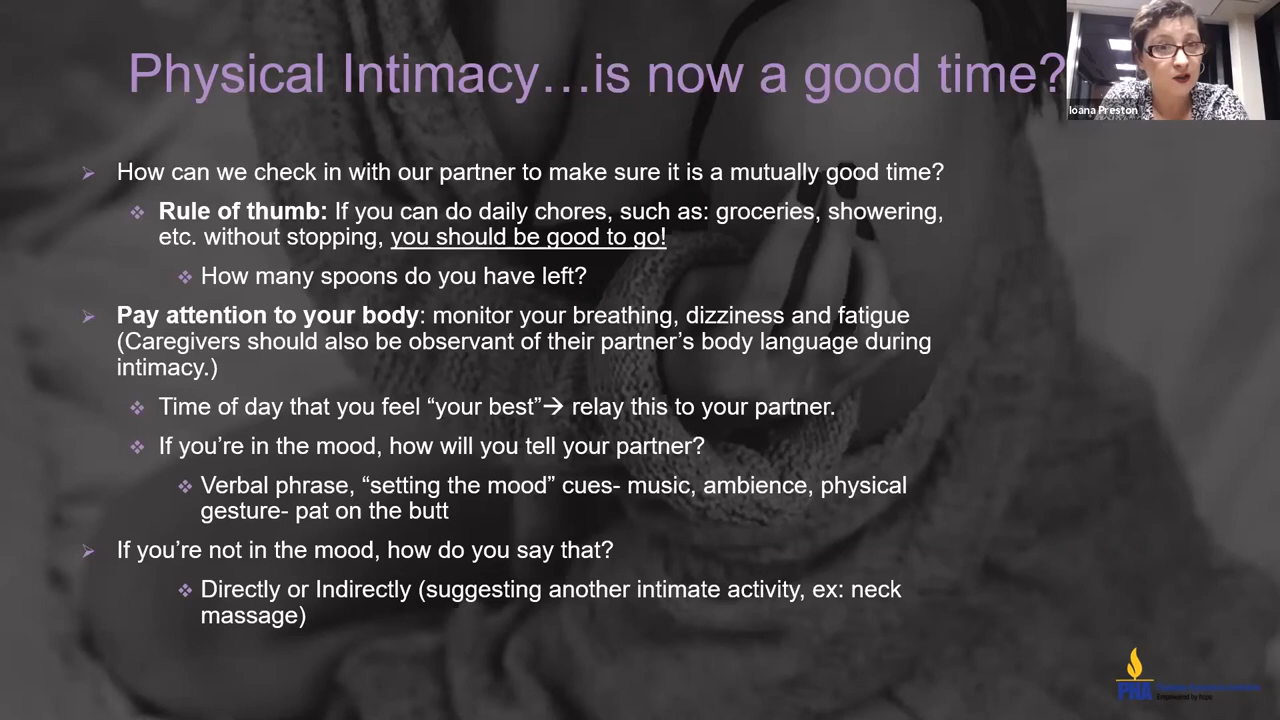 Physical Intimacy…is now a good time?
Ioana Preston
How can we check in with our partner to make sure it is a mutually good time?
Rule of thumb: If you can do daily chores, such as: groceries, showering,
etc. without stopping, you should be good to go!
How many spoons do you have left?
Pay attention to your body: monitor your breathing, dizziness and fatigue
(Caregivers should also be observant of their partner’s body language during
intimacy.)
Time of day that you feel “your best”→ relay this to your partner.
If you’re in the mood, how will you tell your partner?
Verbal phrase, “setting the mood” cues- music, ambience, physical
gesture- pat on the butt
If you’re not in the mood, how do you say that?
Directly or Indirectly (suggesting another intimate activity, ex: neck
massage)
PHA
Empowered by hope